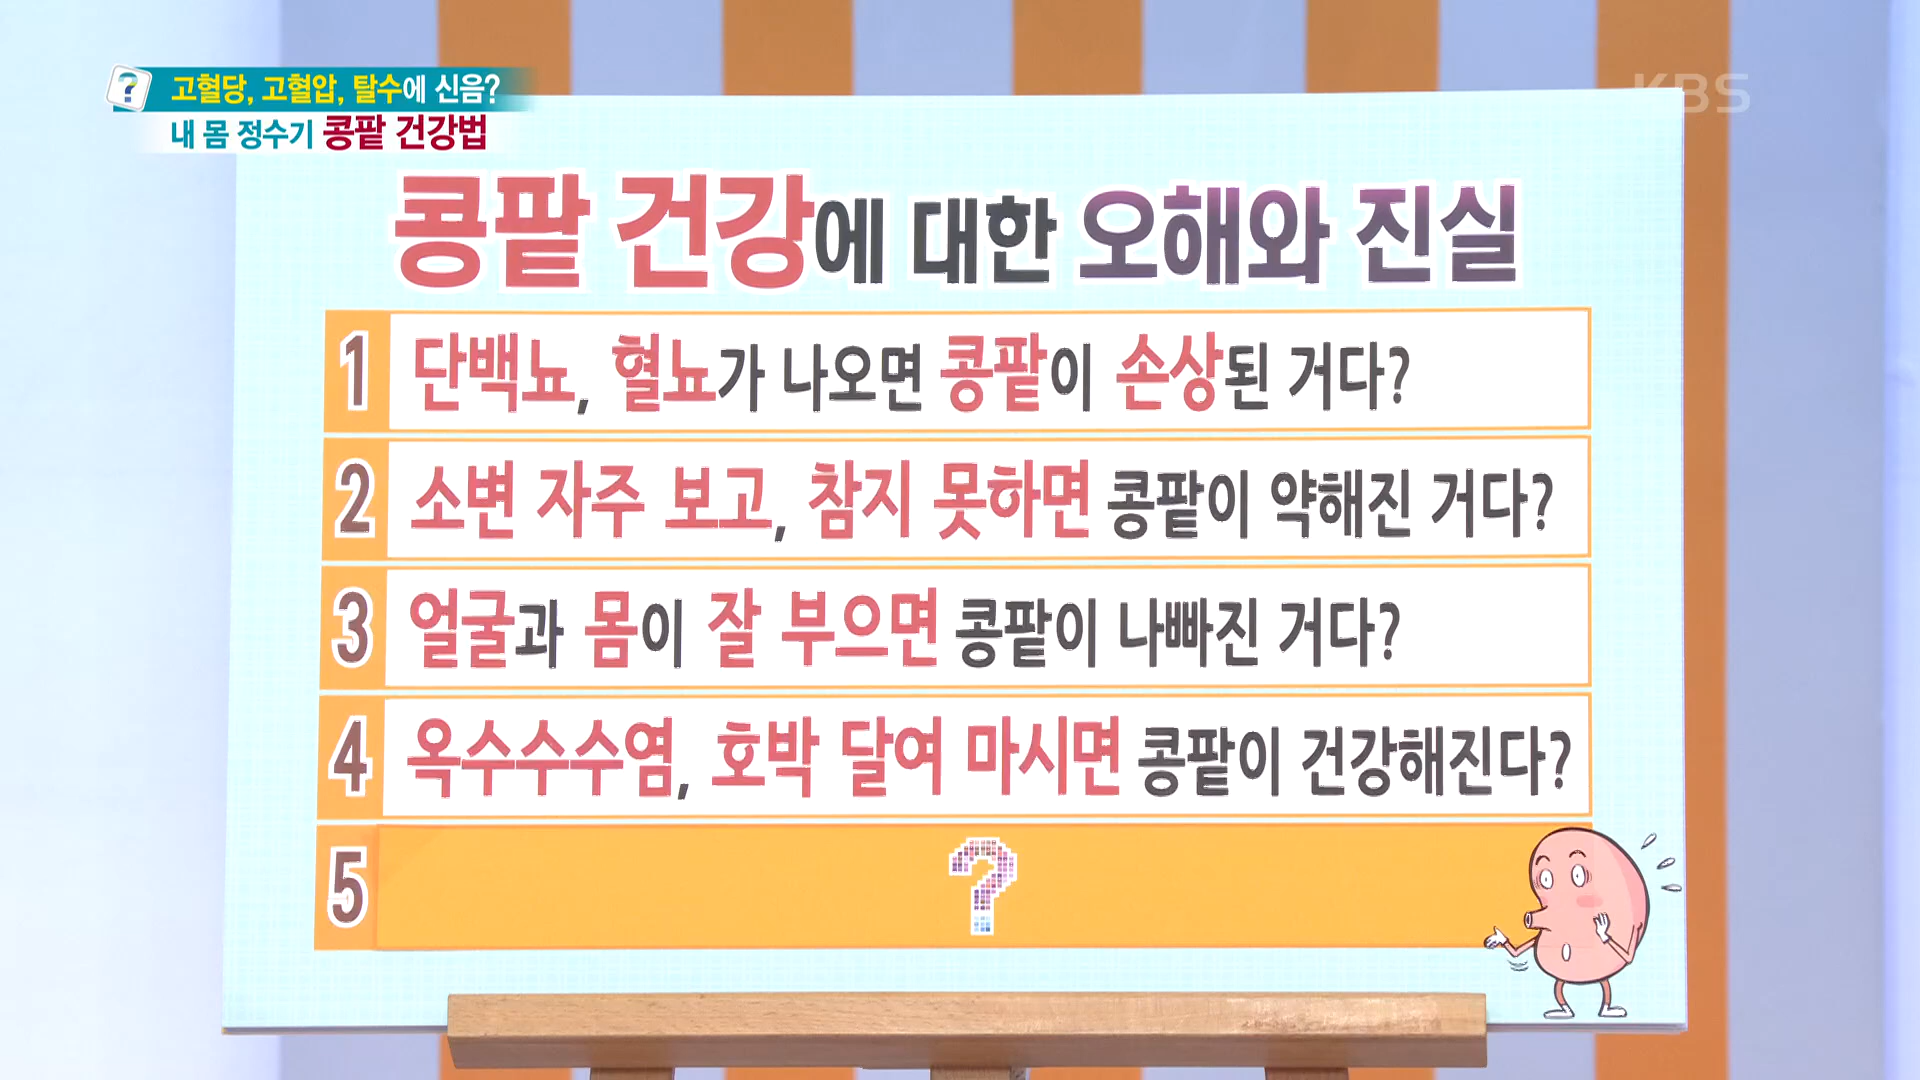 고혈당, 고혈압, 탈수에 신음?
내 몸 정수기 콩팥 건강법
KBS
콩팥 건강에 대한 오해와 진실
1 단백뇨, 혈뇨가 나오면 콩팥이 손상된 거다?
2 소변 자주 보고, 참지 못하면 콩팥이 약해진 거다?
3 얼굴과 몸이 잘 부으면 콩팥이 나빠진 거다?
4 옥수수수염, 호박 달여 마시면 콩팥이 건강해진다?
5 ?